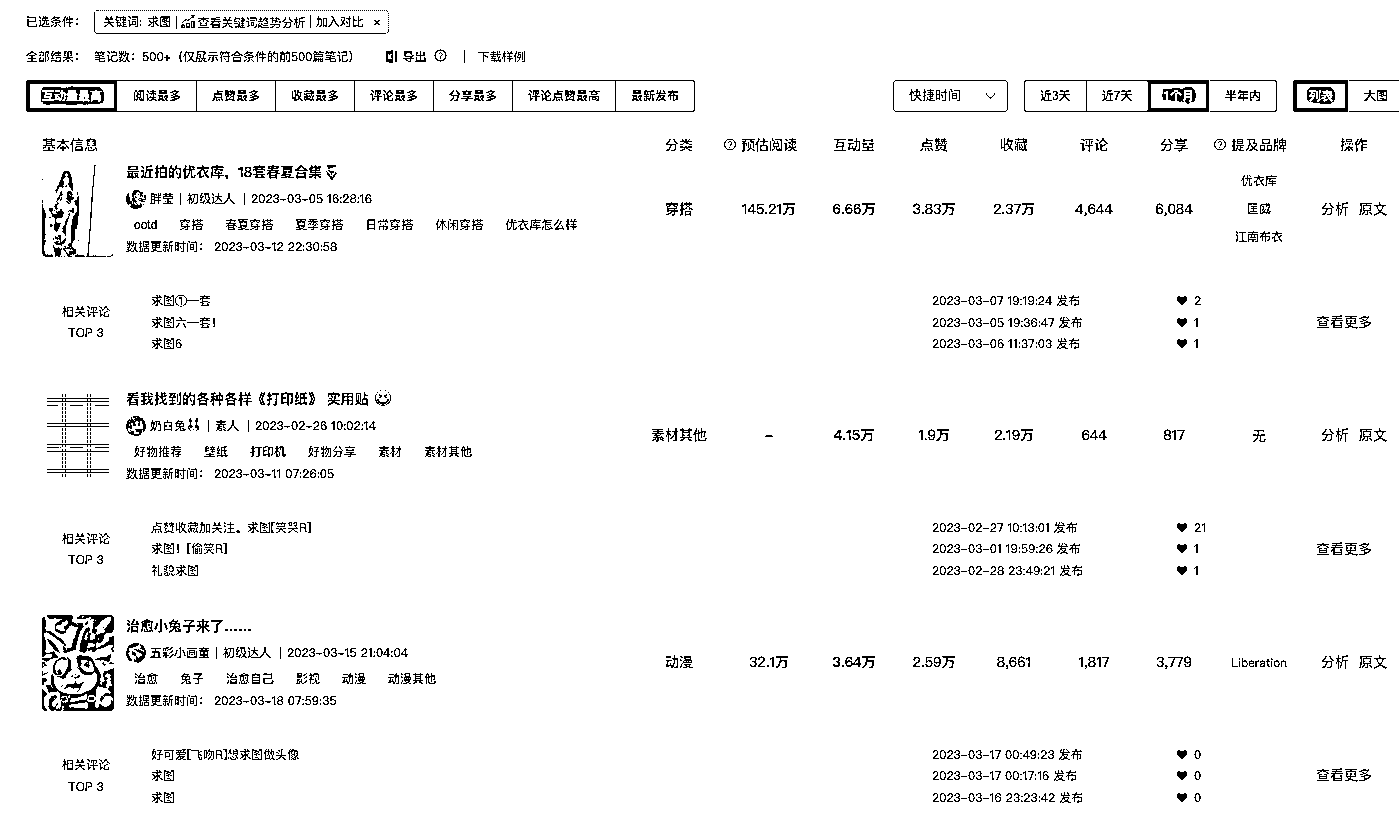 已选条件： 关键词: 求图 | 查看关键词趋势分析 | 加入对比 ×
全部结果： 笔记数：500+（仅展示符合条件的前500篇笔记） 导出 ? | 下载样例
互动量最高 阅读最多 点赞最多 收藏最多 评论最多 分享最多 评论点赞最高 最新发布 快捷时间 近3天 近7天 1个月 半年内 列表 大图
基本信息 分类 ? 预估阅读 互动量 点赞 收藏 评论 分享 ? 提及品牌 操作
最近拍的优衣库，18套春夏合集
胖莹 | 初级达人 | 2023-03-05 16:28:16
ootd 穿搭 春夏穿搭 夏季穿搭 日常穿搭 休闲穿搭 优衣库怎么样
数据更新时间： 2023-03-12 22:30:58
穿搭 145.21万 6.66万 3.83万 2.37万 4,644 6,084
优衣库
匡威
江南布衣
分析 原文
相关评论
TOP 3
求图①一套 2023-03-07 19:19:24 发布 ♥ 2
求图六一套！ 2023-03-05 19:36:47 发布 ♥ 1
求图6 2023-03-06 11:37:03 发布 ♥ 1
查看更多
看我找到的各种各样《打印纸》 实用贴
奶白兔 | 素人 | 2023-02-26 10:02:14
好物推荐 壁纸 打印机 好物分享 素材 素材其他
数据更新时间： 2023-03-11 07:26:05
素材其他 – 4.15万 1.9万 2.19万 644 817 无 分析 原文
相关评论
TOP 3
点赞收藏加关注。求图[笑哭R] 2023-02-27 10:13:01 发布 ♥ 21
求图！[偷笑R] 2023-03-01 19:59:26 发布 ♥ 1
礼貌求图 2023-02-28 23:49:21 发布 ♥ 1
查看更多
治愈小兔子来了……
五彩小画童 | 初级达人 | 2023-03-15 21:04:04
治愈 兔子 治愈自己 影视 动漫 动漫其他
数据更新时间： 2023-03-18 07:59:35
动漫 32.1万 3.64万 2.59万 8,661 1,817 3,779 Liberation 分析 原文
相关评论
TOP 3
好可爱[飞吻R]想求图做头像 2023-03-17 00:49:23 发布 ♥ 0
求图 2023-03-17 00:17:16 发布 ♥ 0
求图 2023-03-16 23:23:42 发布 ♥ 0
查看更多